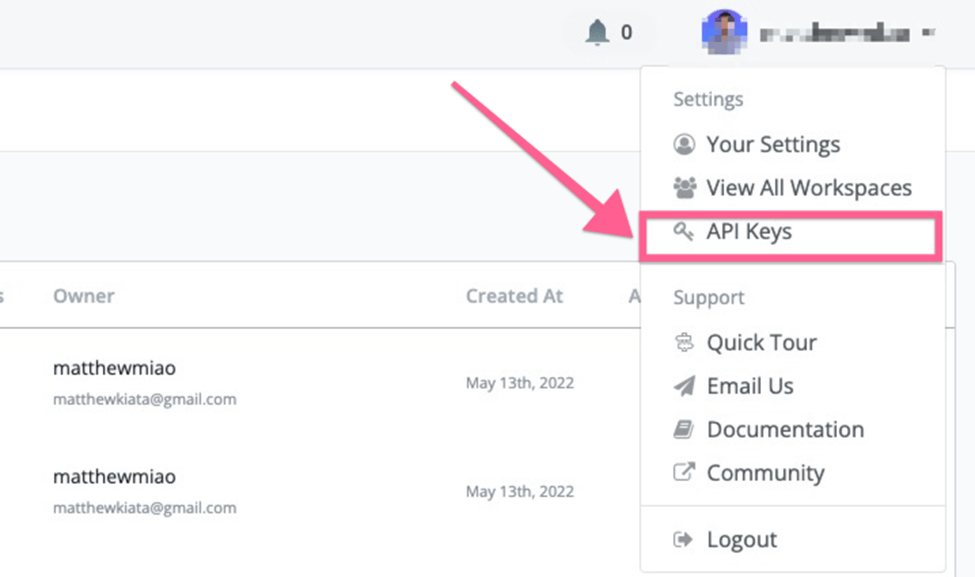 0
Settings
Your Settings
View All Workspaces
API Keys
Owner
Created At
Support
Quick Tour
matthewmiao
matthewkiata@gmail.com
May 13th, 2022
Email Us
Documentation
Community
matthewmiao
matthewkiata@gmail.com
May 13th, 2022
Logout